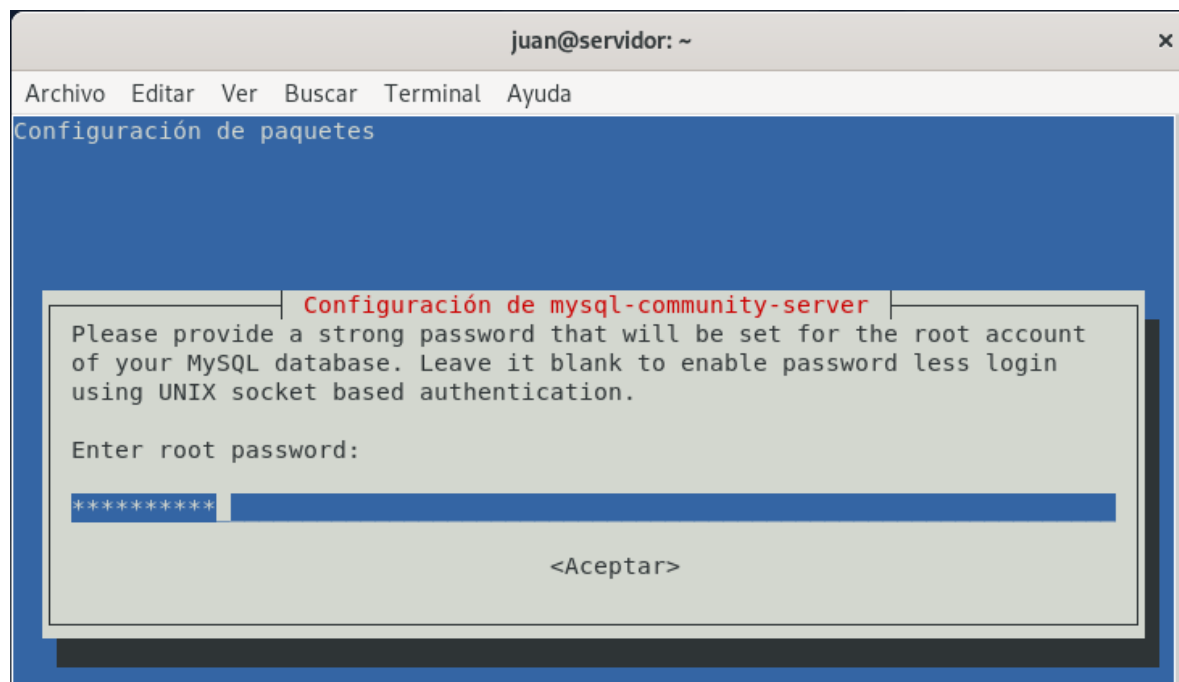 juan@servidor: ~ ×
Archivo Editar Ver Buscar Terminal Ayuda
Configuración de paquetes
Configuración de mysql-community-server
Please provide a strong password that will be set for the root account
of your MySQL database. Leave it blank to enable password less login
using UNIX socket based authentication.
Enter root password:
**********
<Aceptar>